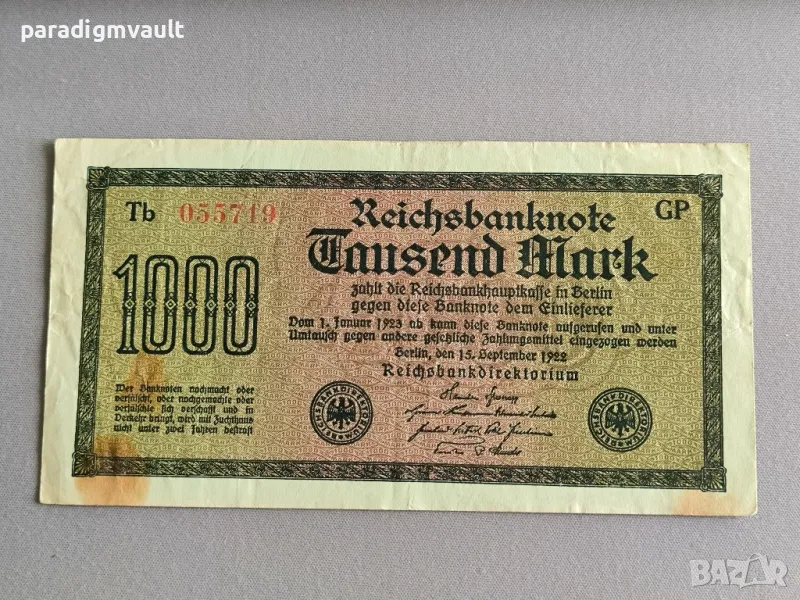 paradigmvault
Tb 055719
Reichsbanknote
GP
Tausend Mark
1000
zahlt die Reichsbankhauptkasse in Berlin
gegen diese Banknote dem Einlieferer
Vom 1. Januar 1923 ab kann diese Banknote aufgerufen und unter
Umtausch gegen andere gesetzliche Zahlungsmittel eingezogen werden
Berlin, den 15. September 1922
Reichsbankdirektorium
Wer Banknoten nachmacht oder
verfälscht, oder nachgemachte oder
verfälschte sich verschafft und in
Verkehr bringt, wird mit Zuchthaus
nicht unter zwei Jahren bestraft
REICHSBANKDIREKTORIUM
REICHSBANKDIREKTORIUM
BAZAR